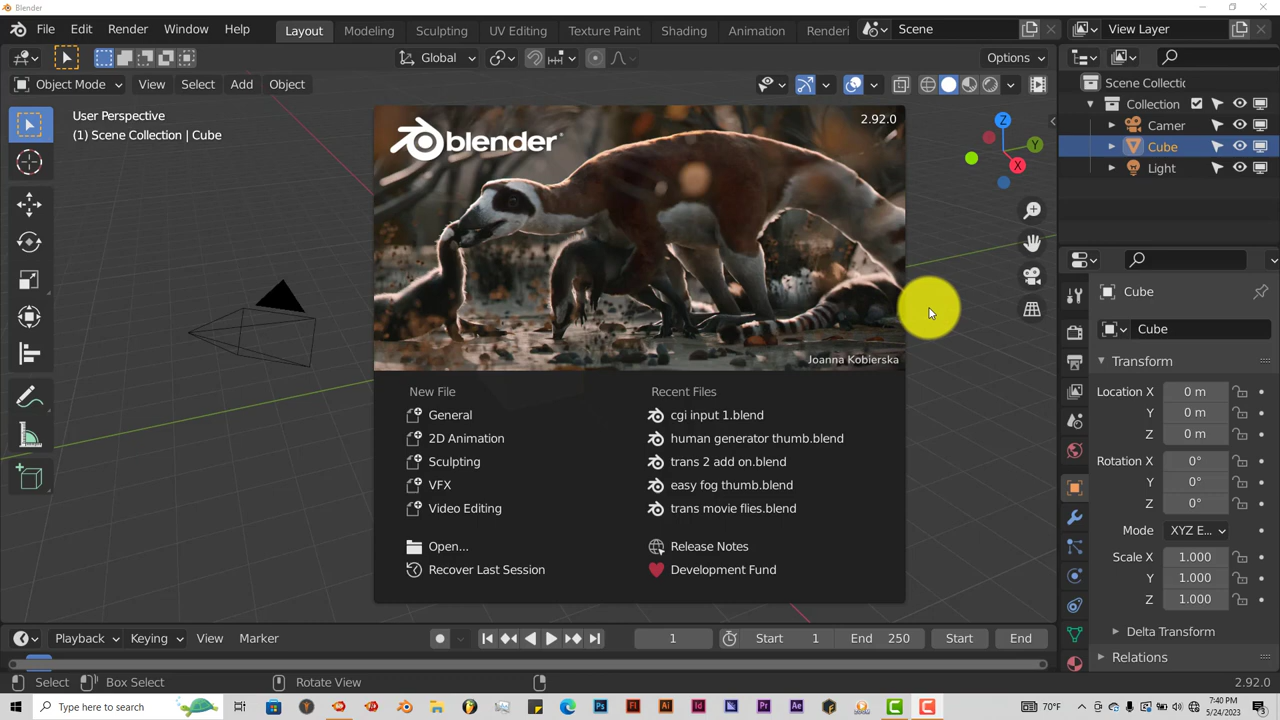 Blender
File Edit Render Window Help Layout Modeling Sculpting UV Editing Texture Paint Shading Animation Renderi Scene View Layer
Global Options
Object Mode View Select Add Object
User Perspective
(1) Scene Collection | Cube
Scene Collectic
Collection
Camer
Cube
Light
Z
Y
X
blender
2.92.0
Joanna Kobierska
New File
General
2D Animation
Sculpting
VFX
Video Editing
Open...
Recover Last Session
Recent Files
cgi input 1.blend
human generator thumb.blend
trans 2 add on.blend
easy fog thumb.blend
trans movie flies.blend
Release Notes
Development Fund
Cube
Cube
Transform
Location X 0 m
Y 0 m
Z 0 m
Rotation X 0°
Y 0°
Z 0°
Mode XYZ E...
Scale X 1.000
Y 1.000
Z 1.000
Delta Transform
Relations
Playback Keying View Marker 1 Start 1 End 250 Start End
Select Box Select Rotate View 2.92.0
Type here to search
Ps Fl Ai Id Pr Ae
70°F
7:40 PM
5/24/2023